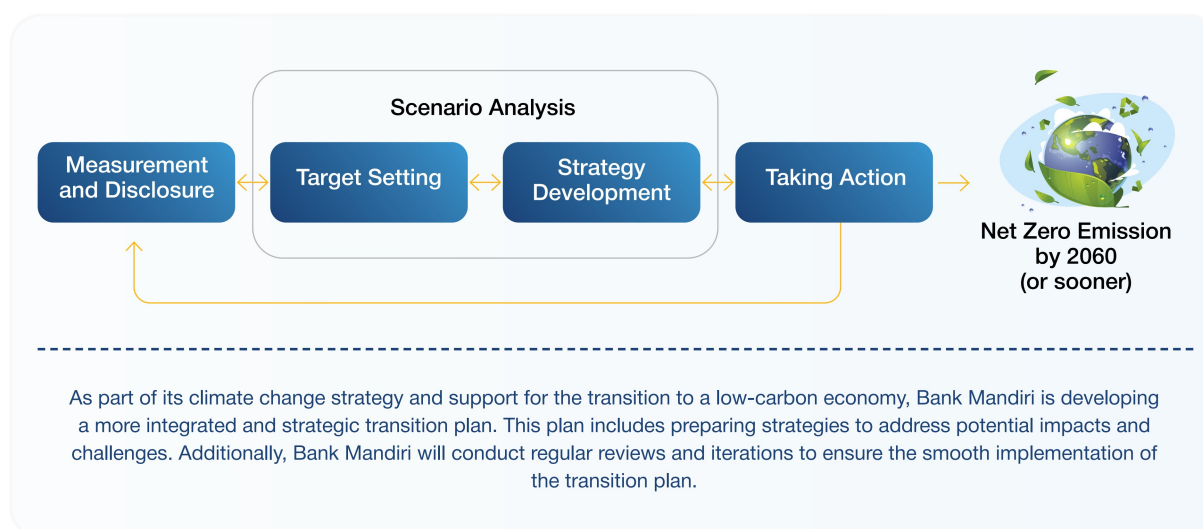 Scenario Analysis
Measurement
and Disclosure
Target Setting
Strategy
Development
Taking Action
Net Zero Emission
by 2060
(or sooner)
As part of its climate change strategy and support for the transition to a low-carbon economy, Bank Mandiri is developing
a more integrated and strategic transition plan. This plan includes preparing strategies to address potential impacts and
challenges. Additionally, Bank Mandiri will conduct regular reviews and iterations to ensure the smooth implementation of
the transition plan.